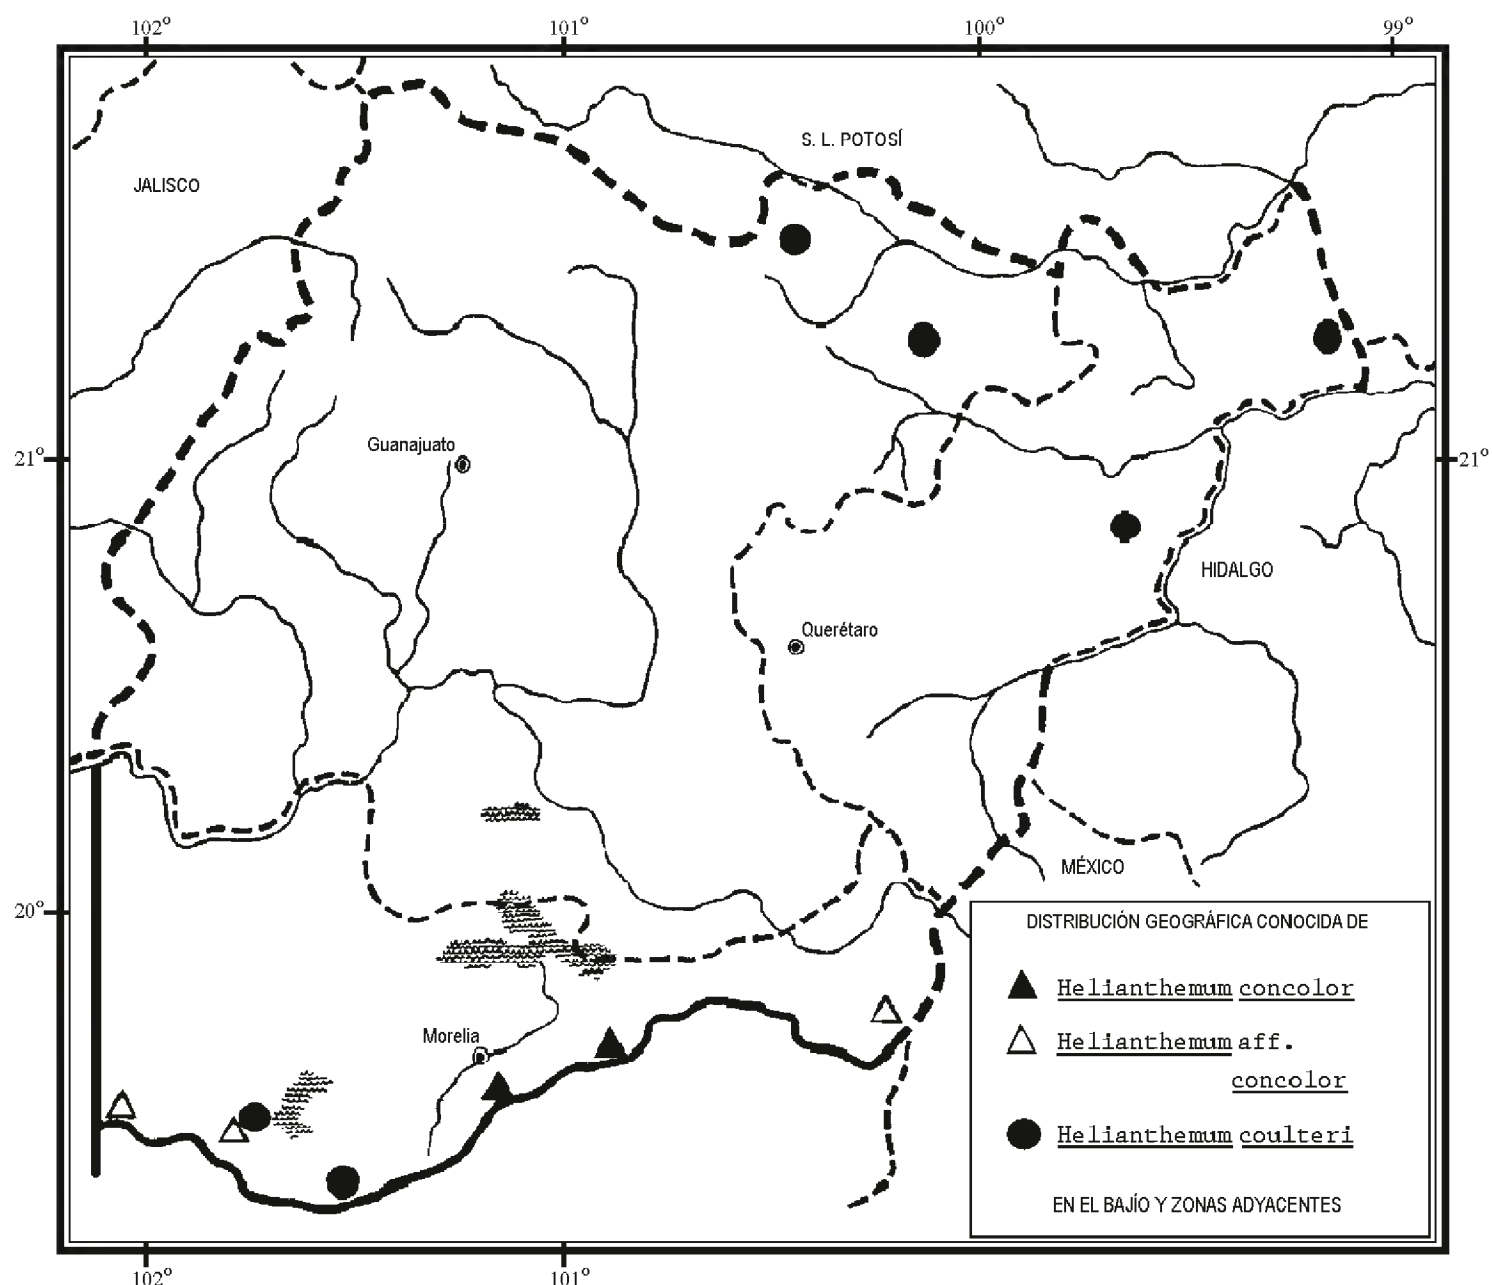 102° 101° 100° 99°
S. L. POTOSÍ
JALISCO
Guanajuato
21° 21°
HIDALGO
Querétaro
MÉXICO
20°
DISTRIBUCIÓN GEOGRÁFICA CONOCIDA DE
Helianthemum concolor
Morelia
Helianthemum aff.
concolor
Helianthemum coulteri
EN EL BAJÍO Y ZONAS ADYACENTES
102° 101°